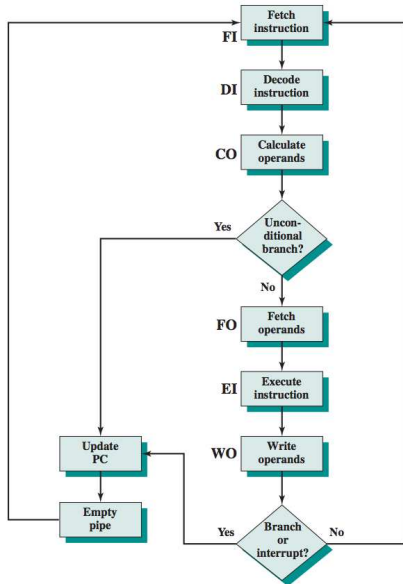 Fetch
instruction
FI
Decode
instruction
DI
Calculate
operands
CO
Uncon-
ditional
branch?
Yes
No
Fetch
operands
FO
Execute
instruction
EI
Write
operands
WO
Update
PC
Empty
pipe
Branch
or
interrupt?
Yes
No